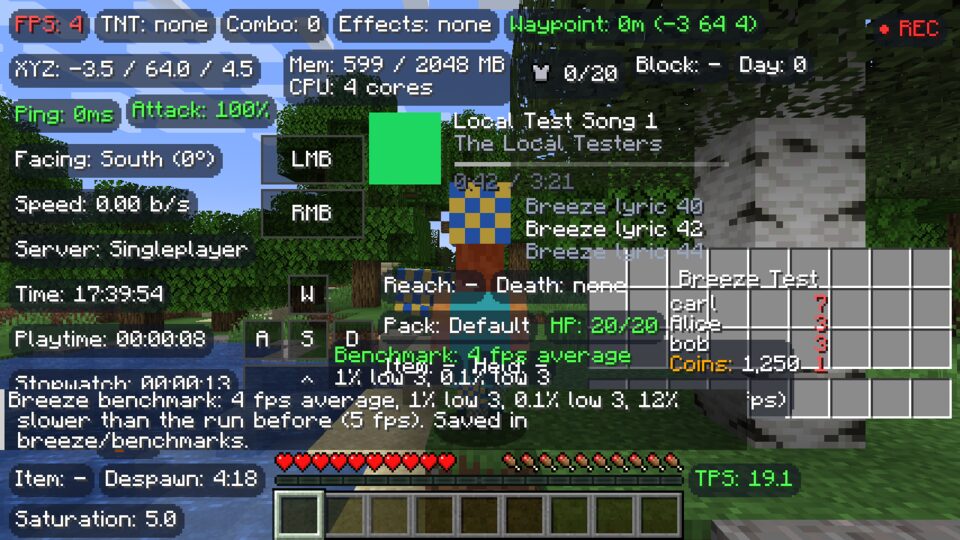 FPS: 4 TNT: none Combo: 0 Effects: none Waypoint: 0m (-3 64 4)
REC
XYZ: -3.5 / 64.0 / 4.5
Mem: 599 / 2048 MB
CPU: 4 cores
0/20
Block: - Day: 0
Ping: 0ms
Attack: 100%
Local Test Song 1
The Local Testers
0:42 / 3:21
Facing: South (0°)
LMB
Speed: 0.00 b/s
RMB
Breeze lyric 40
Breeze lyric 42
Breeze lyric 44
Server: Singleplayer
Time: 17:39:54
W
Reach: - Death: none
Breeze Test
carl 7
Alice 3
bob 3
Coins: 1,250 1
Pack: Default HP: 20/20
Playtime: 00:00:08
A S D
Benchmark: 4 fps average
Item: - Held: -
1% low 3, 0.1% low 3
Stopwatch: 00:00:13
Breeze benchmark: 4 fps average, 1% low 3, 0.1% low 3, 12%
slower than the run before (5 fps). Saved in
breeze/benchmarks.
fps)
Item: - Despawn: 4:18
TPS: 19.1
Saturation: 5.0